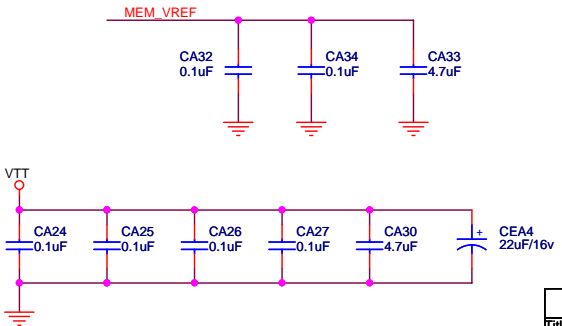 MEM_VREF
CA32
0.1uF
CA34
0.1uF
CA33
4.7uF
VTT
CA24
0.1uF
CA25
0.1uF
CA26
0.1uF
CA27
0.1uF
CA30
4.7uF
+
CEA4
22uF/16v